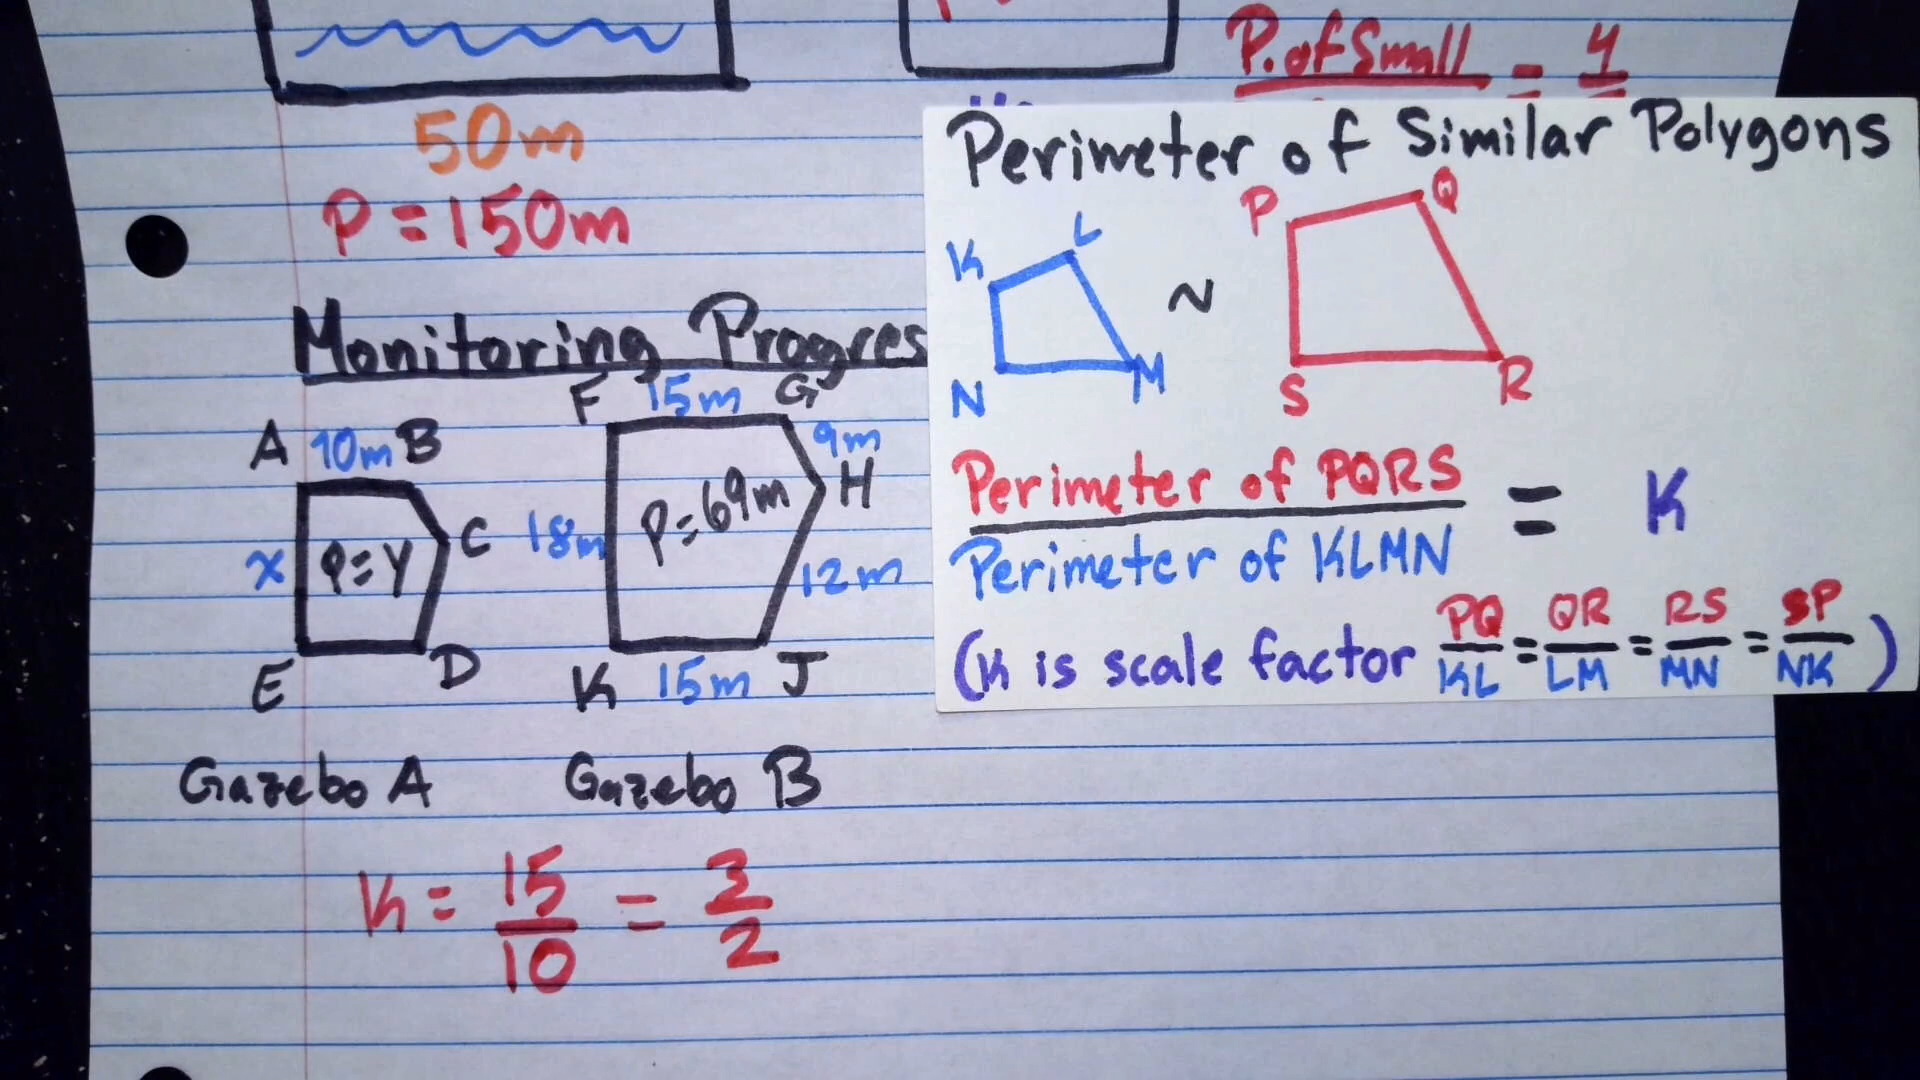 50m
P = 150m
P. of Small = 4
Monitoring Progres
A 10m B
x P=Y C
E D
F 15m G
9m
H
18m P=69m
12m
K 15m J
Gazebo A Gazebo B
K = 15/10 = 3/2
Perimeter of Similar Polygons
K L ~ P Q
N M S R
Perimeter of PQRS = K
Perimeter of KLMN
(K is scale factor PQ/KL = QR/LM = RS/MN = SP/NK)